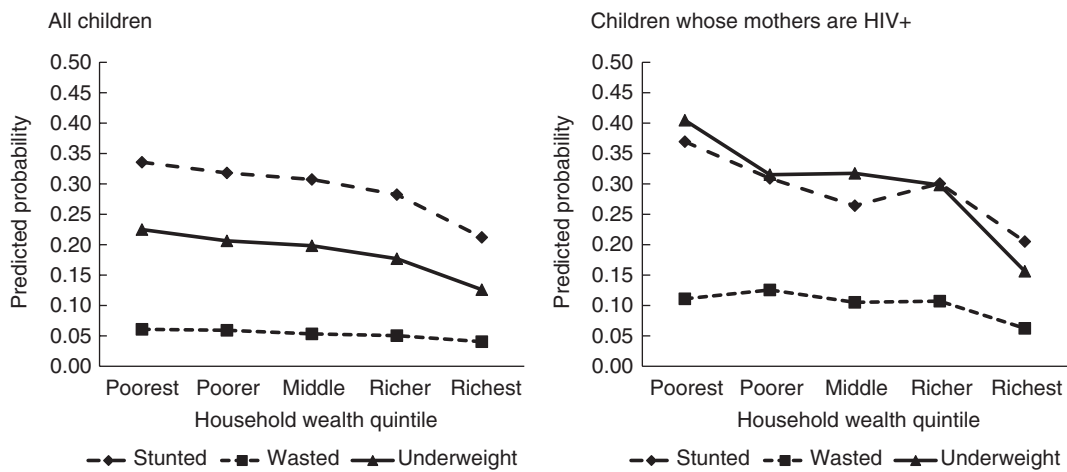 All children
Predicted probability
0.50
0.45
0.40
0.35
0.30
0.25
0.20
0.15
0.10
0.05
0.00
Poorest Poorer Middle Richer Richest
Household wealth quintile
Stunted Wasted Underweight
Children whose mothers are HIV+
Predicted probability
0.50
0.45
0.40
0.35
0.30
0.25
0.20
0.15
0.10
0.05
0.00
Poorest Poorer Middle Richer Richest
Household wealth quintile
Stunted Wasted Underweight